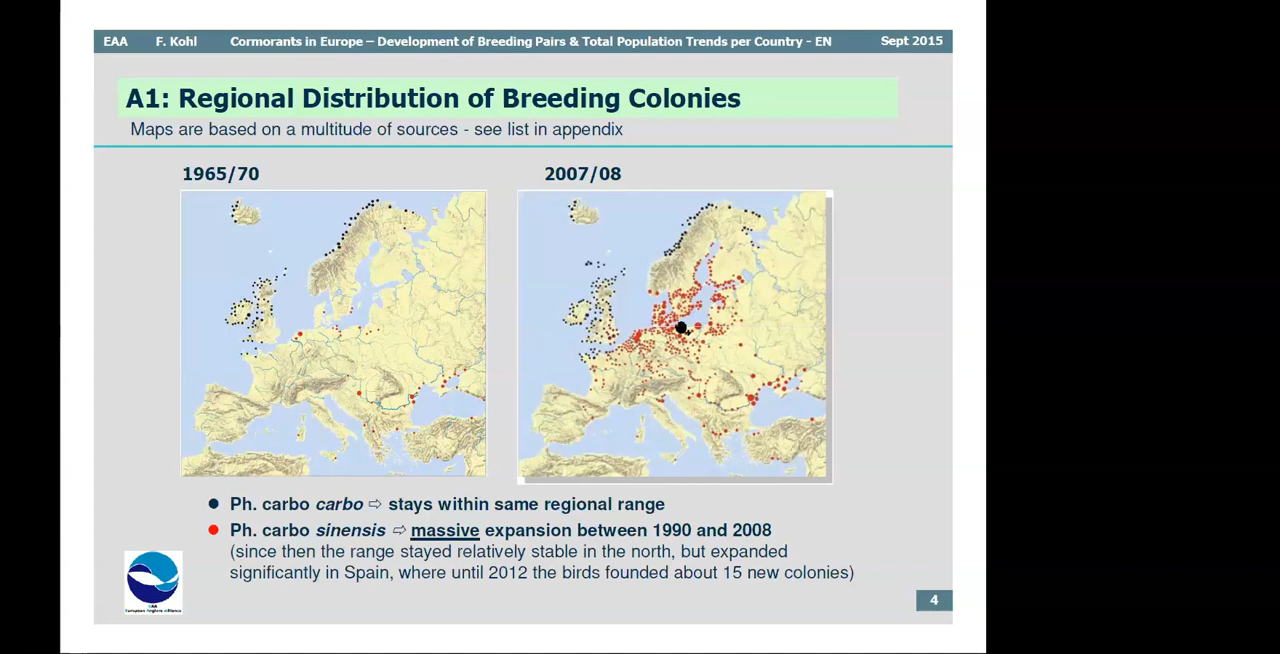 EAA F. Kohl Cormorants in Europe – Development of Breeding Pairs & Total Population Trends per Country - EN Sept 2015
A1: Regional Distribution of Breeding Colonies
Maps are based on a multitude of sources - see list in appendix
1965/70 2007/08
Ph. carbo carbo ⇨ stays within same regional range
Ph. carbo sinensis ⇨ massive expansion between 1990 and 2008
(since then the range stayed relatively stable in the north, but expanded
significantly in Spain, where until 2012 the birds founded about 15 new colonies)
EAA
European Anglers Alliance
4